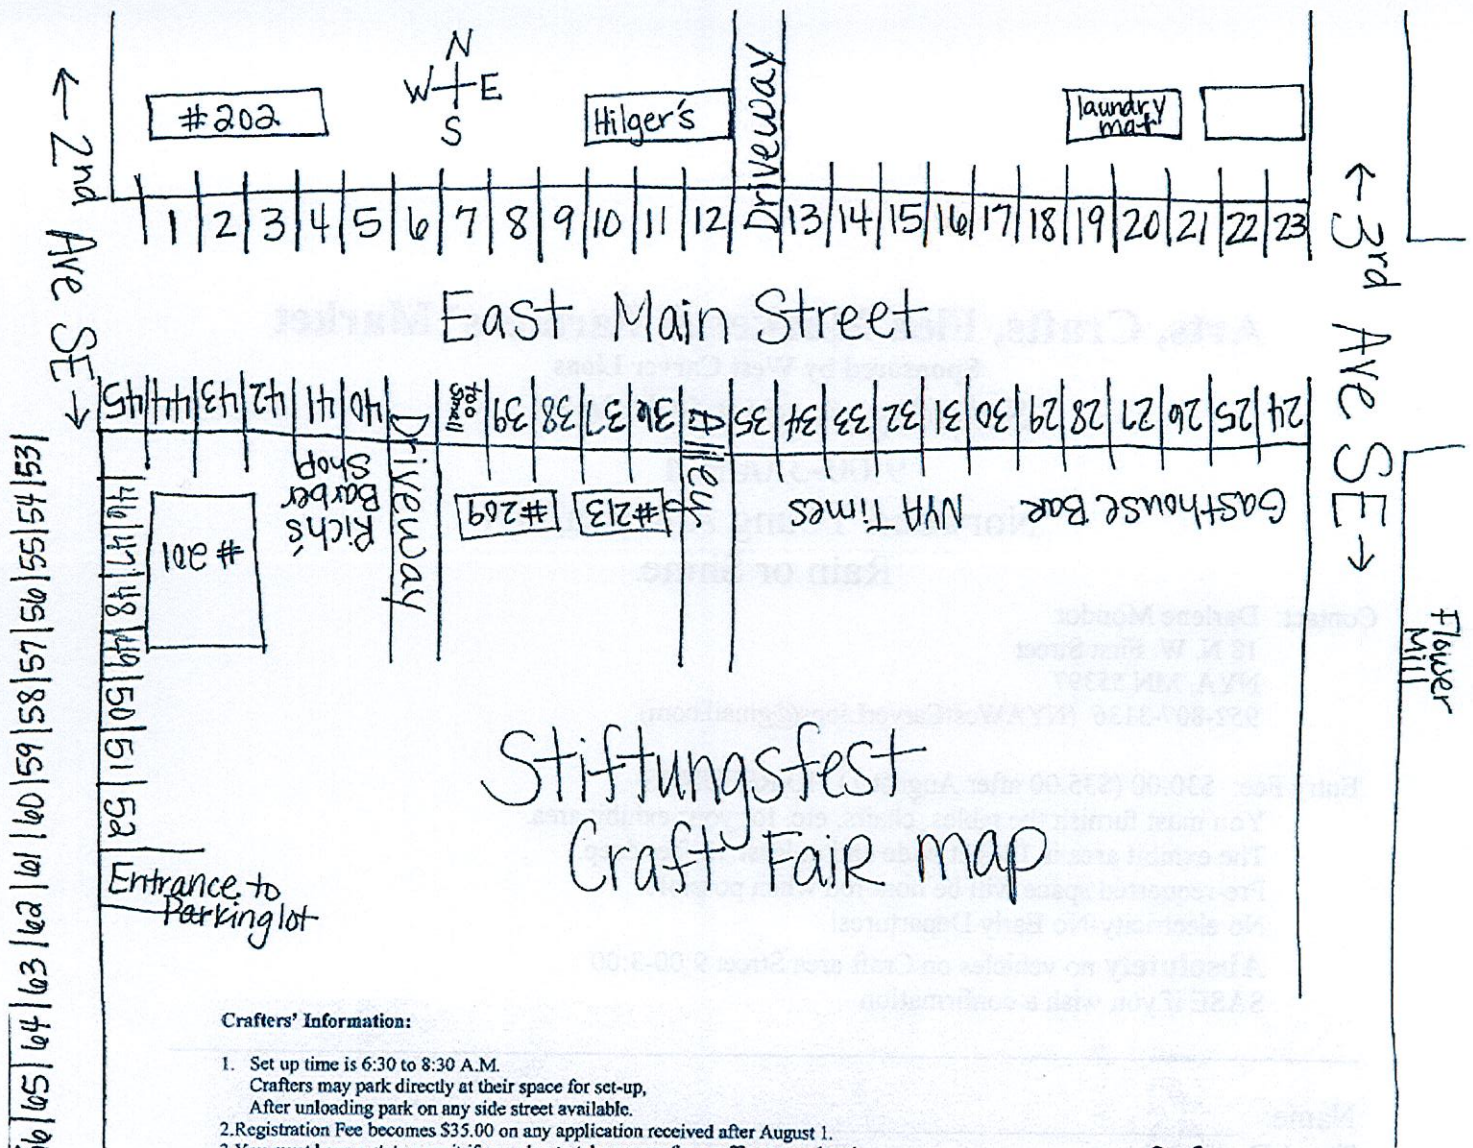 N
W E
S
#202
Hilger's
Driveway
laundry
mat
← 2nd Ave SE →
← 3rd Ave SE →
1 2 3 4 5 6 7 8 9 10 11 12 13 14 15 16 17 18 19 20 21 22 23
East Main Street
45 44 43 42 41 40 Driveway too small 39 38 37 36 Alley 35 34 33 32 31 30 29 28 27 26 25 24
Rich's
Barber
Shop
#209
#213
NYA Times
Gasthouse Bar
#201
46 47 48 49 50 51 52
53 54 55 56 57 58 59 60 61 62 63 64 65
Flower
Mill
Stiftungsfest
Craft Fair map
Entrance to
Parking lot
Crafters' Information:
1. Set up time is 6:30 to 8:30 A.M.
Crafters may park directly at their space for set-up,
After unloading park on any side street available.
2.Registration Fee becomes $35.00 on any application received after August 1.